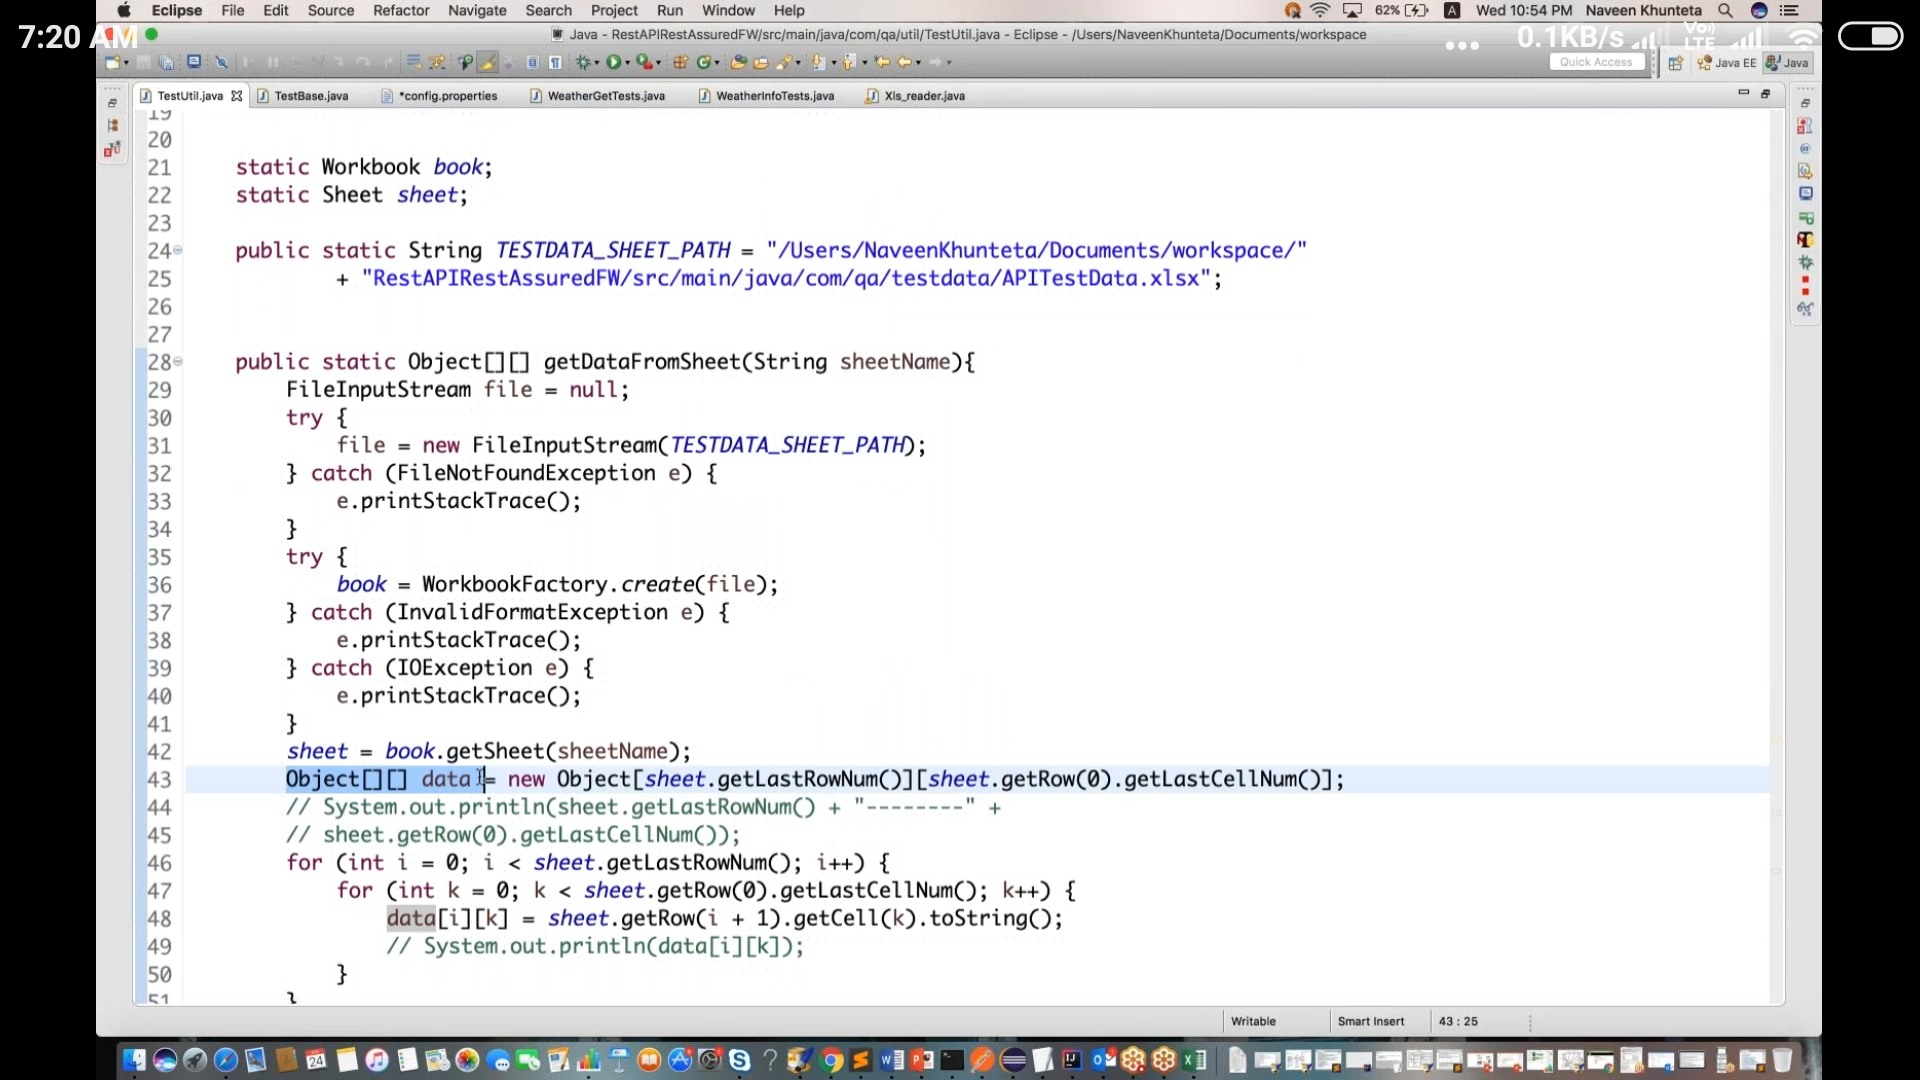 Eclipse File Edit Source Refactor Navigate Search Project Run Window Help 62% A Wed 10:54 PM Naveen Khunteta
7:20 AM
Java - RestAPIRestAssuredFW/src/main/java/com/qa/util/TestUtil.java - Eclipse - /Users/NaveenKhunteta/Documents/workspace
0.1KB/s Vo) LTE
Quick Access Java EE Java
TestUtil.java TestBase.java *config.properties WeatherGetTests.java WeatherInfoTests.java Xls_reader.java
19
20
21 static Workbook book;
22 static Sheet sheet;
23
24 public static String TESTDATA_SHEET_PATH = "/Users/NaveenKhunteta/Documents/workspace/"
25 + "RestAPIRestAssuredFW/src/main/java/com/qa/testdata/APITestData.xlsx";
26
27
28 public static Object[][] getDataFromSheet(String sheetName){
29 FileInputStream file = null;
30 try {
31 file = new FileInputStream(TESTDATA_SHEET_PATH);
32 } catch (FileNotFoundException e) {
33 e.printStackTrace();
34 }
35 try {
36 book = WorkbookFactory.create(file);
37 } catch (InvalidFormatException e) {
38 e.printStackTrace();
39 } catch (IOException e) {
40 e.printStackTrace();
41 }
42 sheet = book.getSheet(sheetName);
43 Object[][] data = new Object[sheet.getLastRowNum()][sheet.getRow(0).getLastCellNum()];
44 // System.out.println(sheet.getLastRowNum() + "--------" +
45 // sheet.getRow(0).getLastCellNum());
46 for (int i = 0; i < sheet.getLastRowNum(); i++) {
47 for (int k = 0; k < sheet.getRow(0).getLastCellNum(); k++) {
48 data[i][k] = sheet.getRow(i + 1).getCell(k).toString();
49 // System.out.println(data[i][k]);
50 }
51 }
Writable Smart Insert 43 : 25